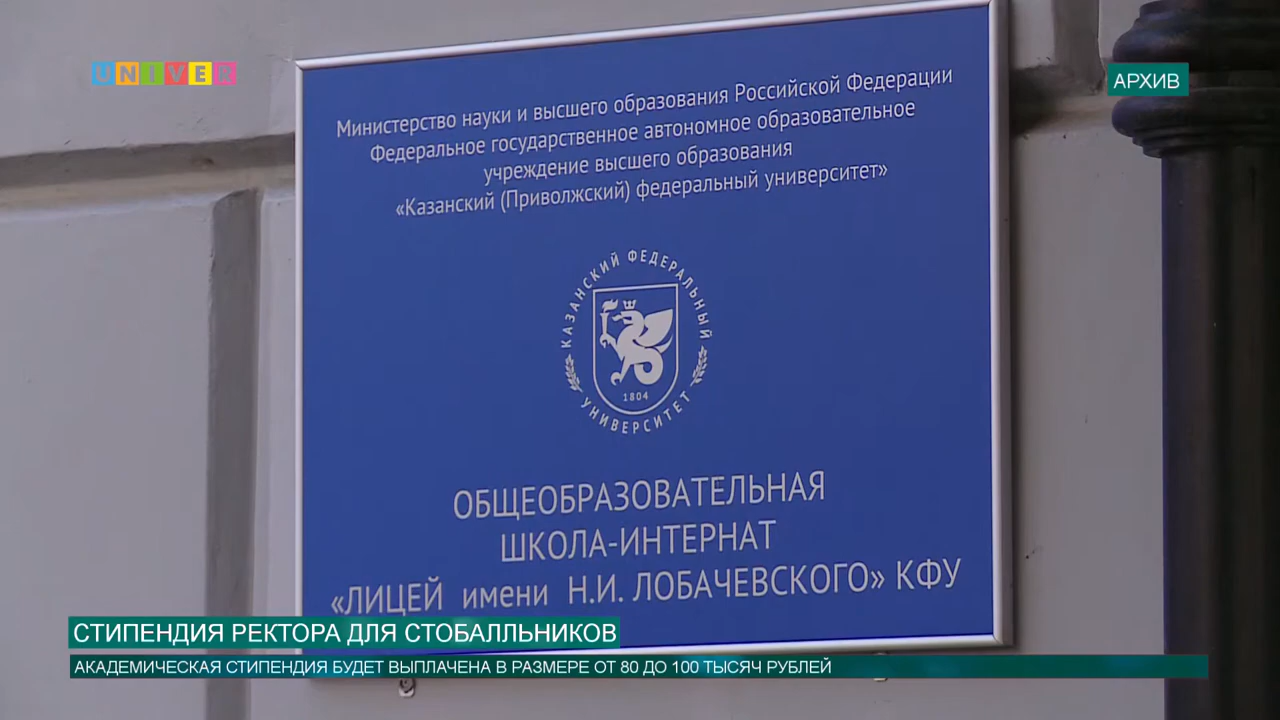 UNIVER
АРХИВ
Министерство науки и высшего образования Российской Федерации
Федеральное государственное автономное образовательное
учреждение высшего образования
«Казанский (Приволжский) федеральный университет»
КАЗАНСКИЙ ФЕДЕРАЛЬНЫЙ
1804
УНИВЕРСИТЕТ
ОБЩЕОБРАЗОВАТЕЛЬНАЯ
ШКОЛА-ИНТЕРНАТ
«ЛИЦЕЙ имени Н.И. ЛОБАЧЕВСКОГО» КФУ
СТИПЕНДИЯ РЕКТОРА ДЛЯ СТОБАЛЛЬНИКОВ
АКАДЕМИЧЕСКАЯ СТИПЕНДИЯ БУДЕТ ВЫПЛАЧЕНА В РАЗМЕРЕ ОТ 80 ДО 100 ТЫСЯЧ РУБЛЕЙ